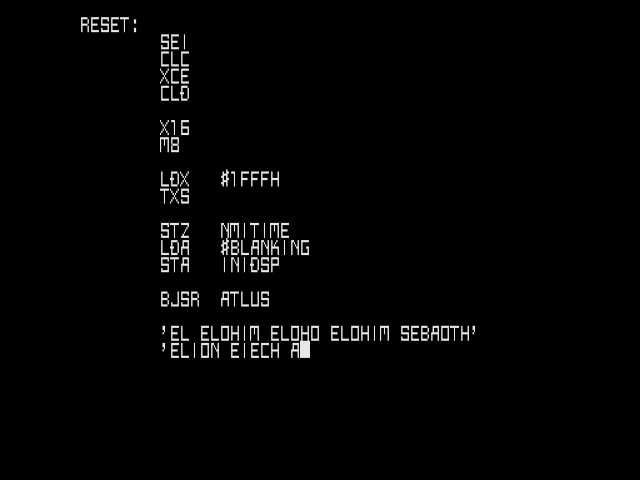 RESET:
SEI
CLC
XCE
CLD
X16
M8
LDX #1FFFH
TXS
STZ NMITIME
LDA #BLANKING
STA INIDSP
BJSR ATLUS
'EL ELOHIM ELOHO ELOHIM SEBAOTH'
'ELION EIECH A